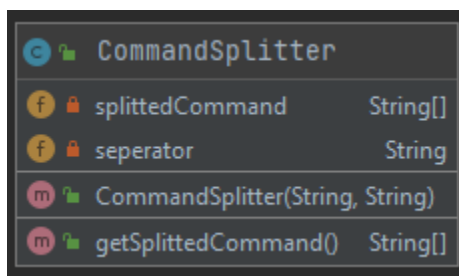 C CommandSplitter
f splittedCommand String[]
f seperator String
m CommandSplitter(String, String)
m getSplittedCommand() String[]